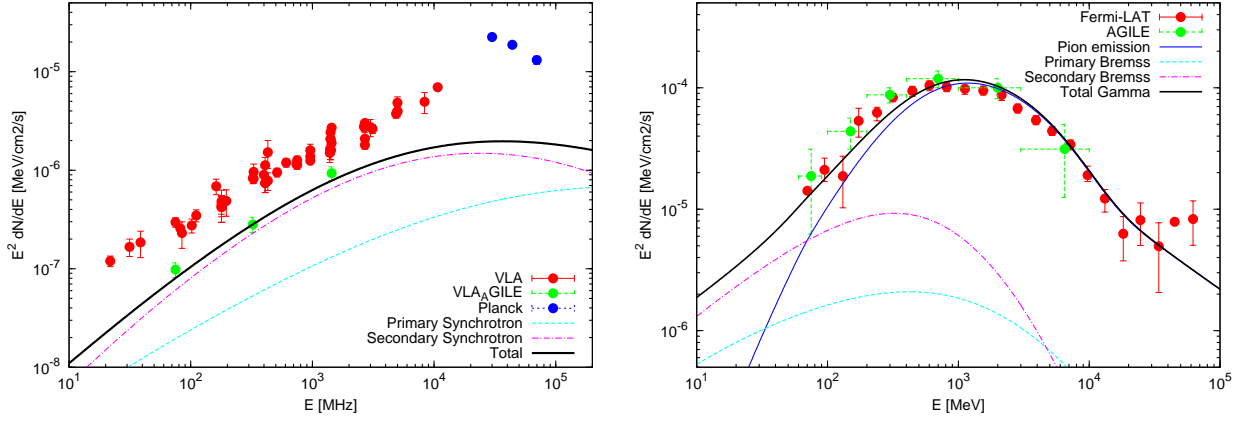 E² dN/dE [MeV/cm2/s]
10⁻⁵
10⁻⁶
10⁻⁷
10⁻⁸
10¹ 10² 10³ 10⁴ 10⁵
E [MHz]
VLA
VLA_AGILE
Planck
Primary Synchrotron
Secondary Synchrotron
Total
E² dN/dE [MeV/cm2/s]
10⁻⁴
10⁻⁵
10⁻⁶
10¹ 10² 10³ 10⁴ 10⁵
E [MeV]
Fermi-LAT
AGILE
Pion emission
Primary Bremss
Secondary Bremss
Total Gamma